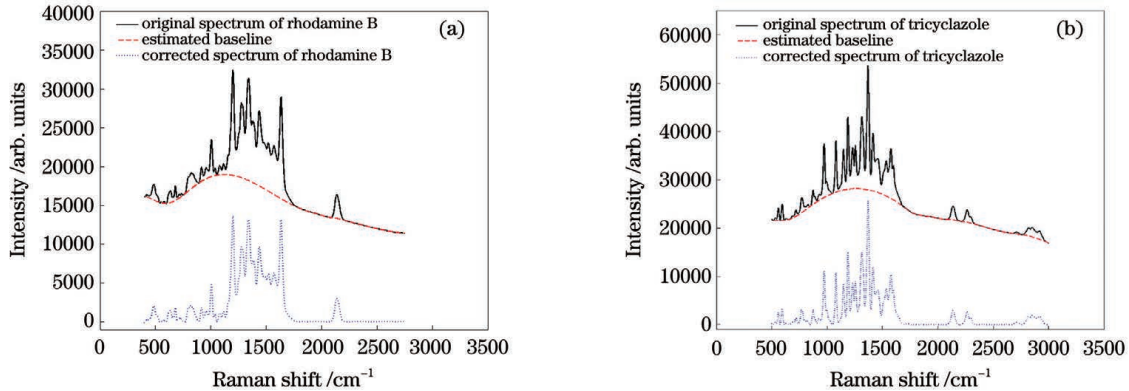 (a)
original spectrum of rhodamine B
estimated baseline
corrected spectrum of rhodamine B
40000
35000
30000
25000
20000
15000
10000
5000
0
Intensity /arb. units
0 500 1000 1500 2000 2500 3000 3500
Raman shift /cm⁻¹
(b)
original spectrum of tricyclazole
estimated baseline
corrected spectrum of tricyclazole
60000
50000
40000
30000
20000
10000
0
Intensity /arb. units
0 500 1000 1500 2000 2500 3000 3500
Raman shift /cm⁻¹